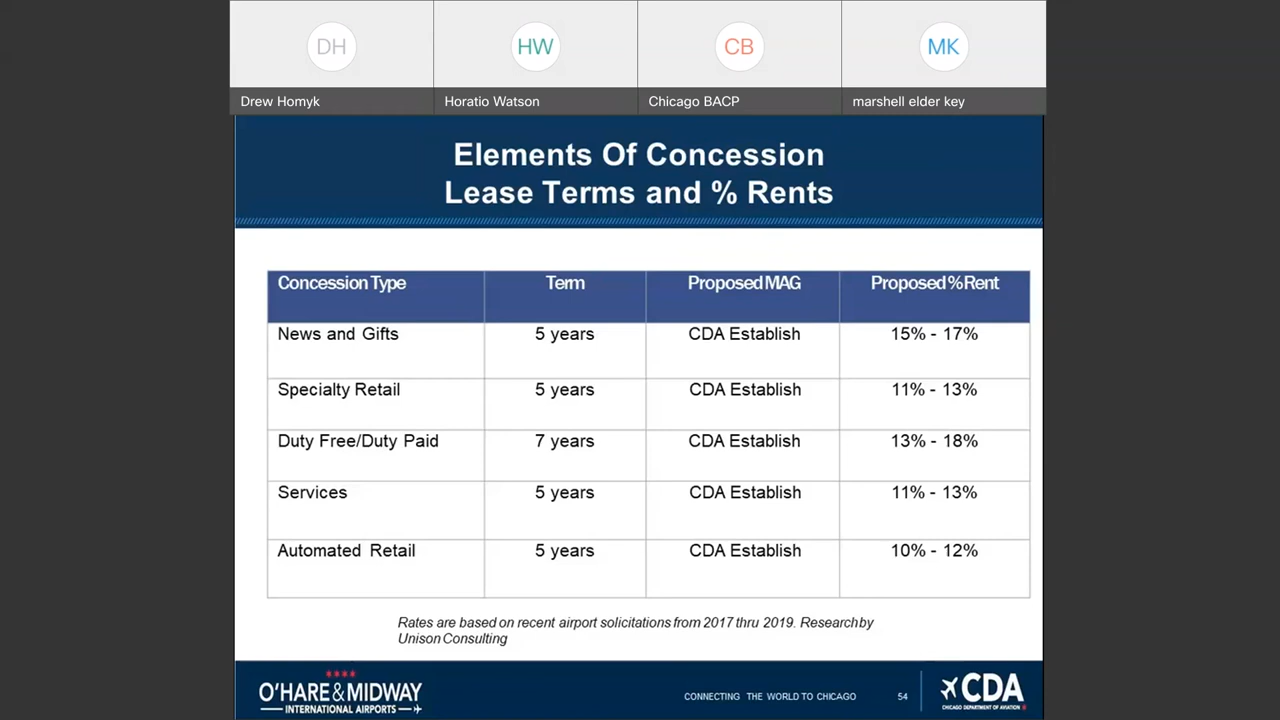 DH
HW
CB
MK
Drew Homyk
Horatio Watson
Chicago BACP
marshell elder key
Elements Of Concession
Lease Terms and % Rents
Concession Type Term Proposed MAG Proposed %Rent
News and Gifts 5 years CDA Establish 15% - 17%
Specialty Retail 5 years CDA Establish 11% - 13%
Duty Free/Duty Paid 7 years CDA Establish 13% - 18%
Services 5 years CDA Establish 11% - 13%
Automated Retail 5 years CDA Establish 10% - 12%
Rates are based on recent airport solicitations from 2017 thru 2019. Research by
Unison Consulting
O'HARE & MIDWAY
INTERNATIONAL AIRPORTS
CONNECTING THE WORLD TO CHICAGO
54
CDA
CHICAGO DEPARTMENT OF AVIATION